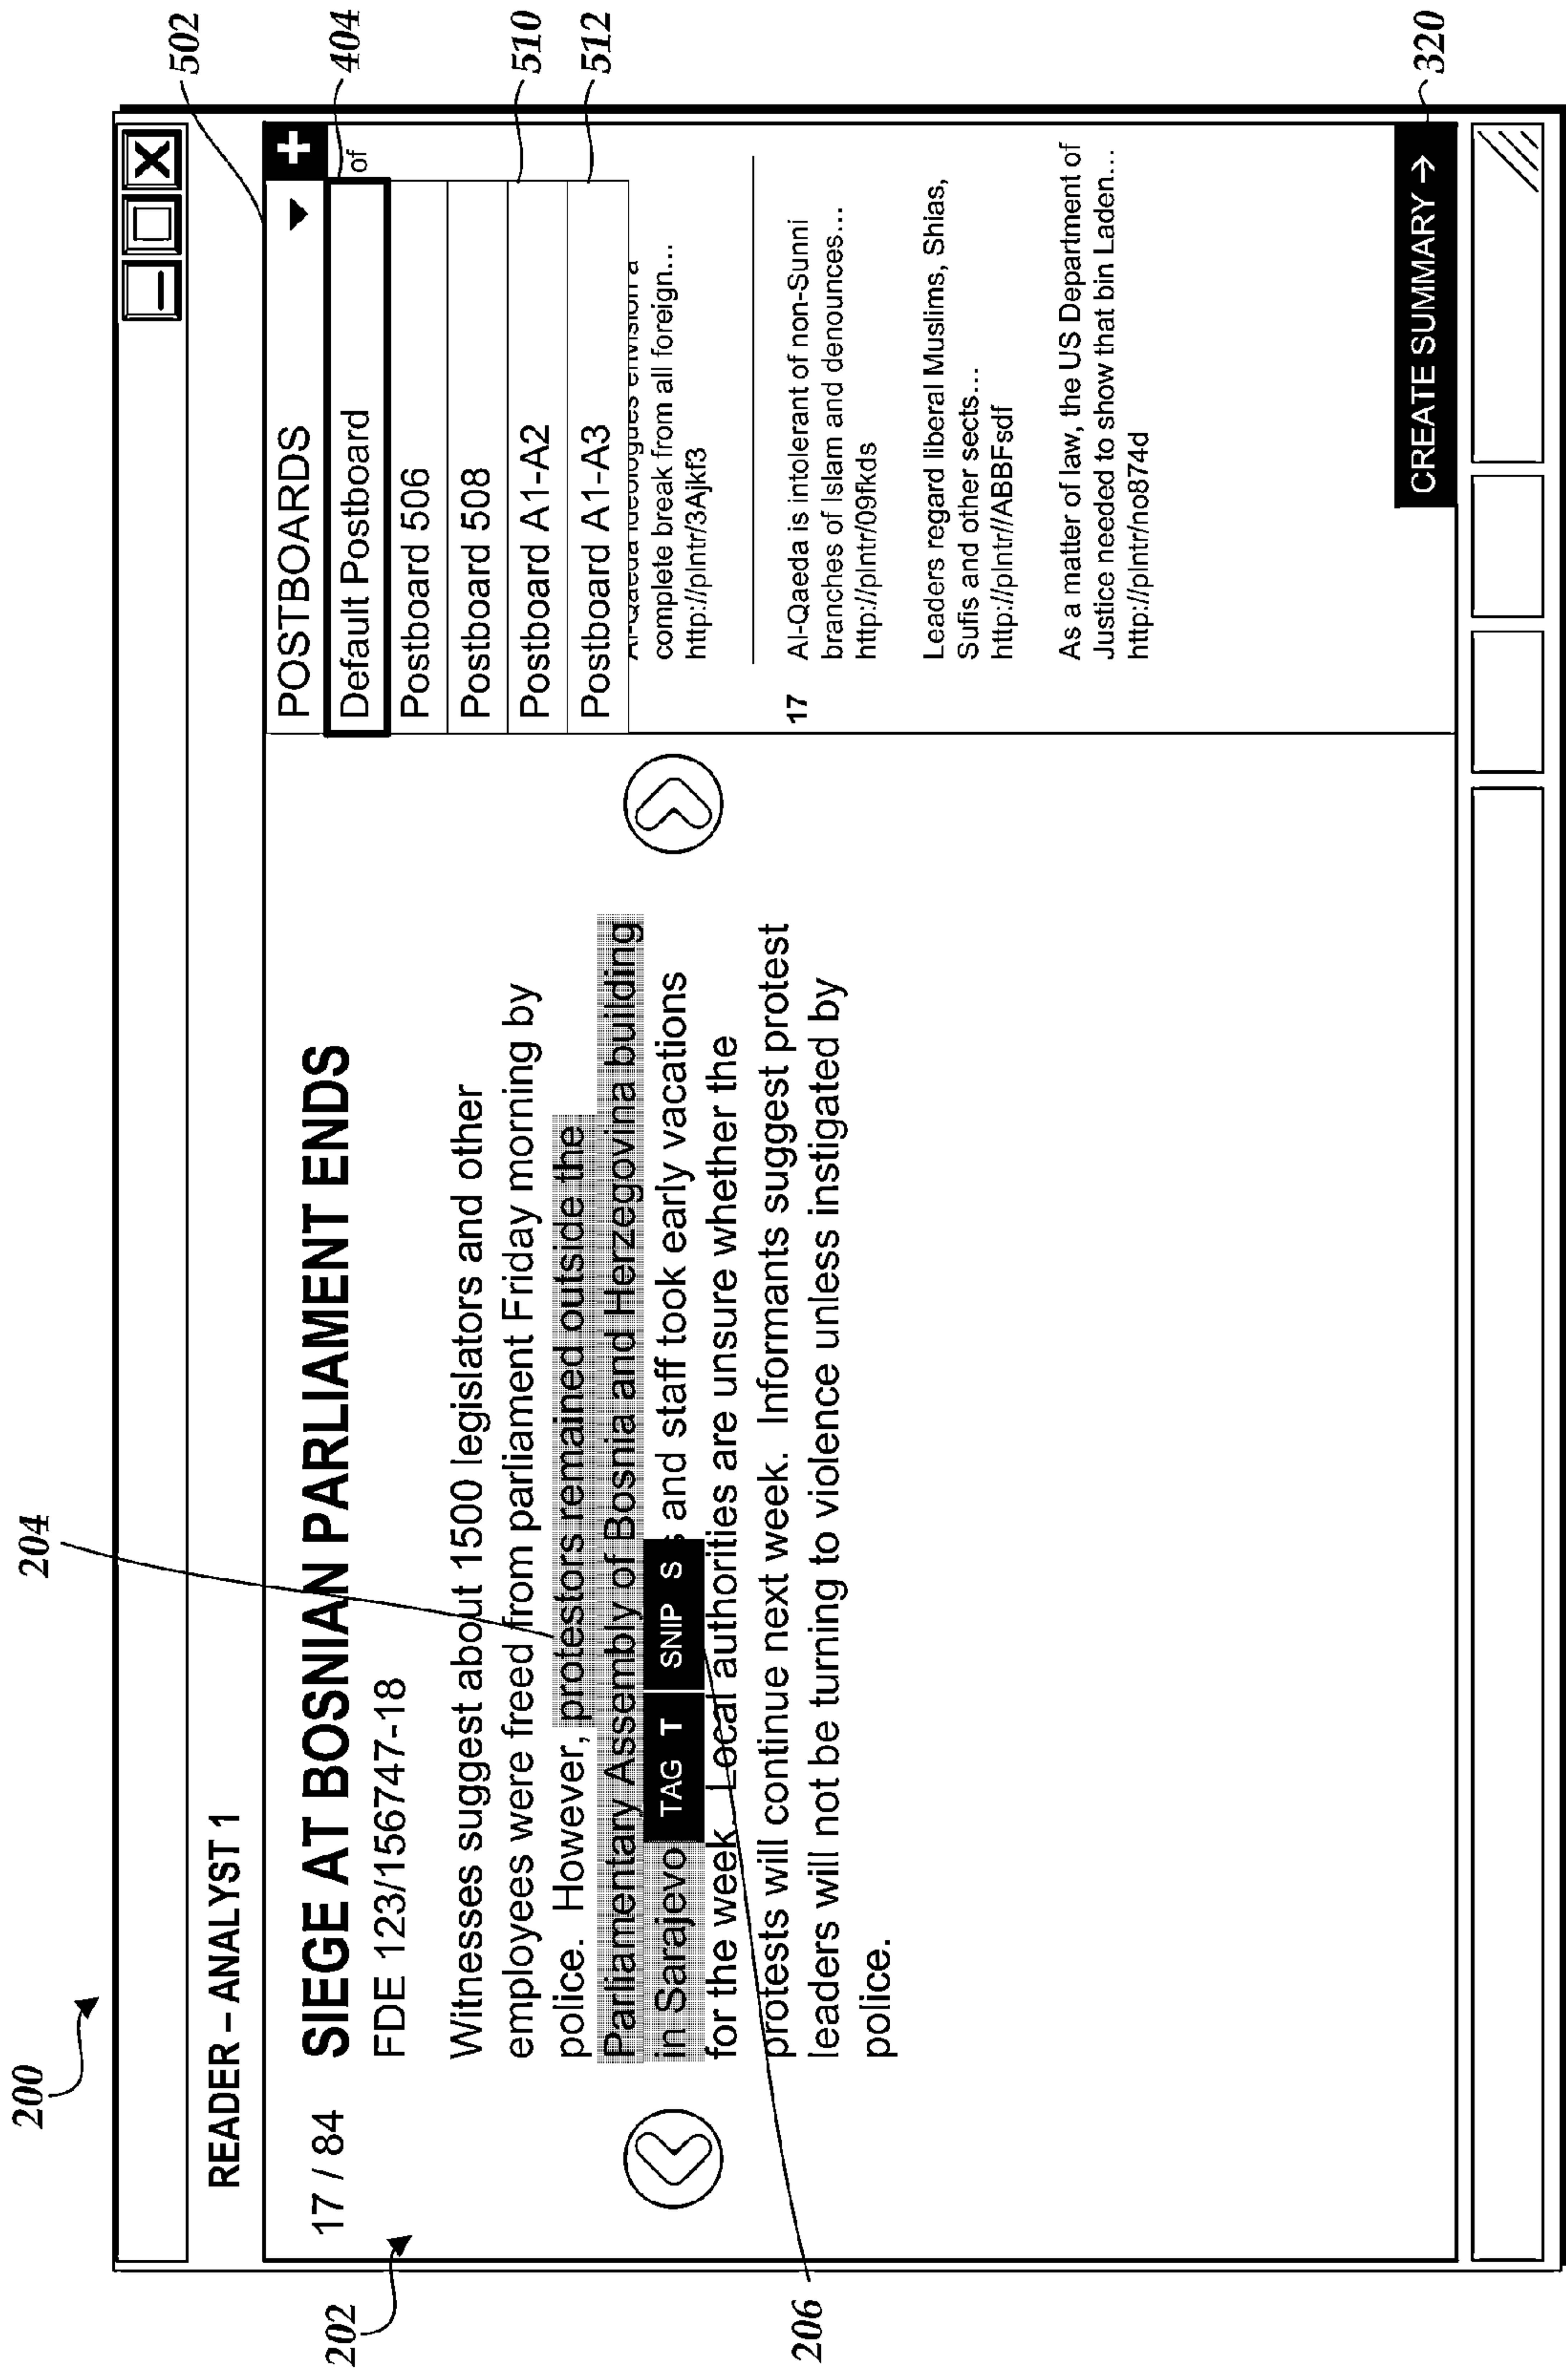 200
204
READER – ANALYST 1
502
202
17 / 84
SIEGE AT BOSNIAN PARLIAMENT ENDS
FDE 123/156747-18
Witnesses suggest about 1500 legislators and other
employees were freed from parliament Friday morning by
police. However, protestors remained outside the
Parliamentary Assembly of Bosnia and Herzegovina building
in Sarajevo
TAG T
SNIP S
and staff took early vacations
for the week. Local authorities are unsure whether the
protests will continue next week. Informants suggest protest
leaders will not be turning to violence unless instigated by
police.
206
POSTBOARDS
+
Default Postboard
of
404
Postboard 506
Postboard 508
Postboard A1-A2
510
Postboard A1-A3
512
Al-Qaeda ideologues envision a
complete break from all foreign...
http://plntr/3Ajkf3
17
Al-Qaeda is intolerant of non-Sunni
branches of Islam and denounces...
http://plntr/09fkds
Leaders regard liberal Muslims, Shias,
Sufis and other sects...
http://plntr//ABBFsdf
As a matter of law, the US Department of
Justice needed to show that bin Laden...
http://plntr/no874d
CREATE SUMMARY →
320